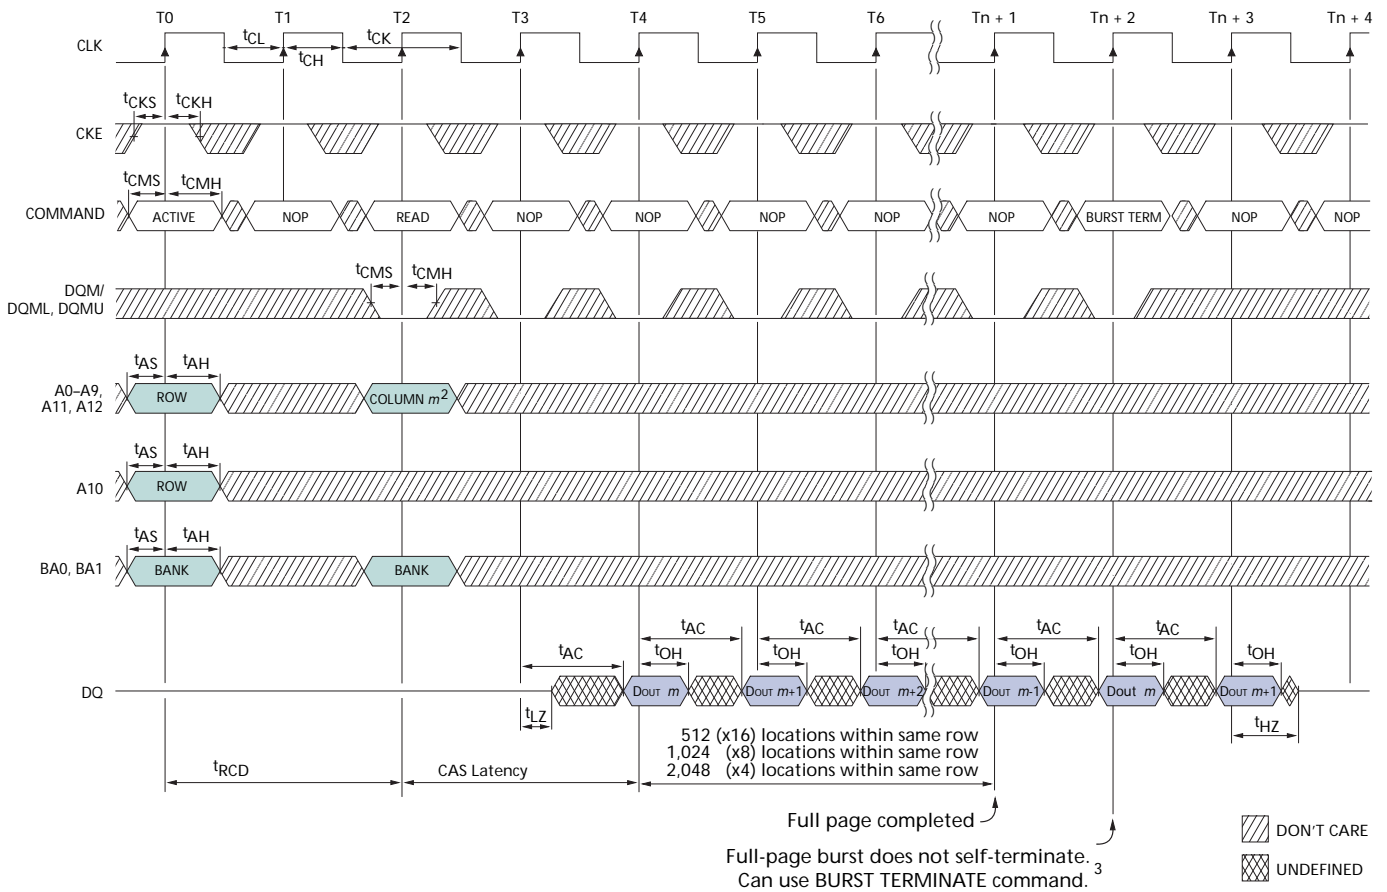 T0 T1 T2 T3 T4 T5 T6 Tn + 1 Tn + 2 Tn + 3 Tn + 4
CLK
tCL tCK
tCH
tCKS tCKH
CKE
tCMS tCMH
COMMAND
ACTIVE NOP READ NOP NOP NOP NOP NOP BURST TERM NOP NOP
tCMS tCMH
DQM/
DQML, DQMU
tAS tAH
A0–A9,
A11, A12
ROW COLUMN m2
tAS tAH
A10
ROW
tAS tAH
BA0, BA1
BANK BANK
tAC tAC tAC tAC tAC
tAC tOH tOH tOH tOH tOH tOH
DQ
DOUT m DOUT m+1 DOUT m+2 DOUT m-1 Dout m DOUT m+1
tLZ
tHZ
512 (x16) locations within same row
1,024 (x8) locations within same row
2,048 (x4) locations within same row
tRCD CAS Latency
Full page completed
Full-page burst does not self-terminate. 3
Can use BURST TERMINATE command.
DON'T CARE
UNDEFINED